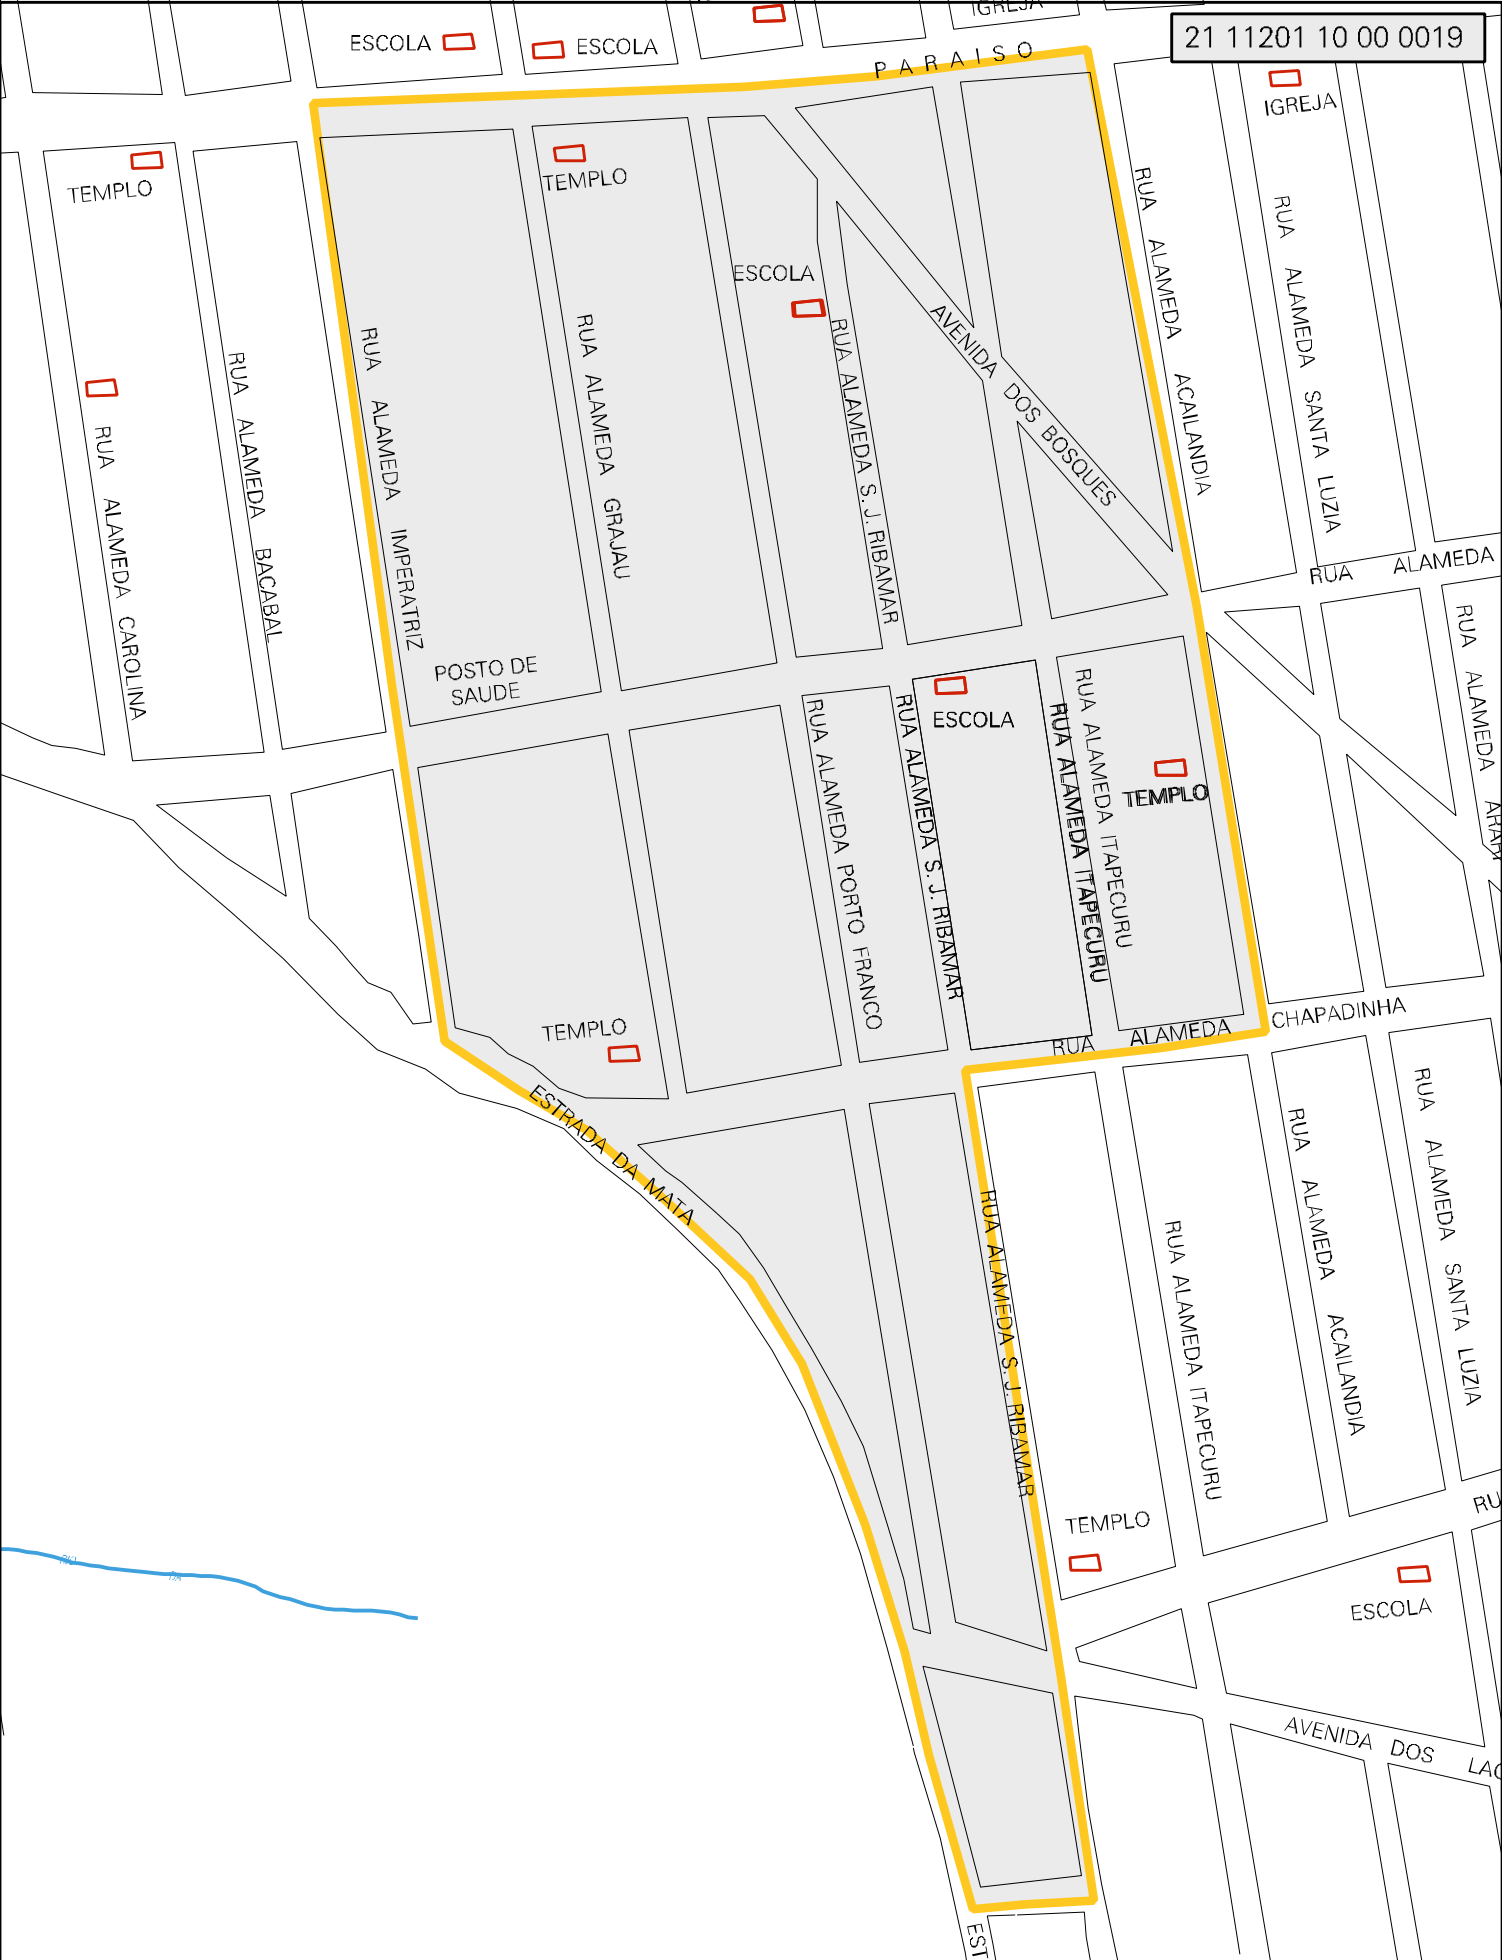 IGREJA
21 11201 10 00 0019
ESCOLA
ESCOLA
PARAISO
IGREJA
TEMPLO
TEMPLO
ESCOLA
RUA ALAMEDA CAROLINA
RUA ALAMEDA BACABAL
RUA ALAMEDA IMPERATRIZ
RUA ALAMEDA GRAJAU
RUA ALAMEDA S. J. RIBAMAR
AVENIDA DOS BOSQUES
RUA ALAMEDA ACAILANDIA
RUA ALAMEDA SANTA LUZIA
RUA ALAMEDA
POSTO DE
SAUDE
RUA ALAMEDA PORTO FRANCO
RUA ALAMEDA S. J. RIBAMAR
ESCOLA
RUA ALAMEDA ITAPECURU
RUA ALAMEDA ITAPECURU
TEMPLO
RUA ALAMEDA ARARI
TEMPLO
RUA ALAMEDA CHAPADINHA
ESTRADA DA MATA
RUA ALAMEDA S. J. RIBAMAR
RUA ALAMEDA ITAPECURU
RUA ALAMEDA ACAILANDIA
RUA ALAMEDA SANTA LUZIA
TEMPLO
RU
ESCOLA
AVENIDA DOS LAG
EST